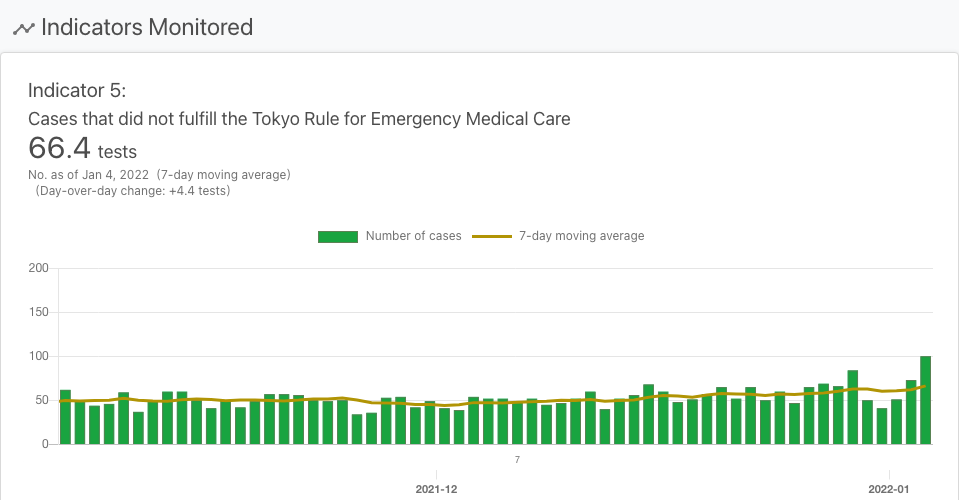 Indicators Monitored
Indicator 5:
Cases that did not fulfill the Tokyo Rule for Emergency Medical Care
66.4 tests
No. as of Jan 4, 2022 (7-day moving average)
(Day-over-day change: +4.4 tests)
Number of cases 7-day moving average
200
150
100
50
0
7
2021-12 2022-01